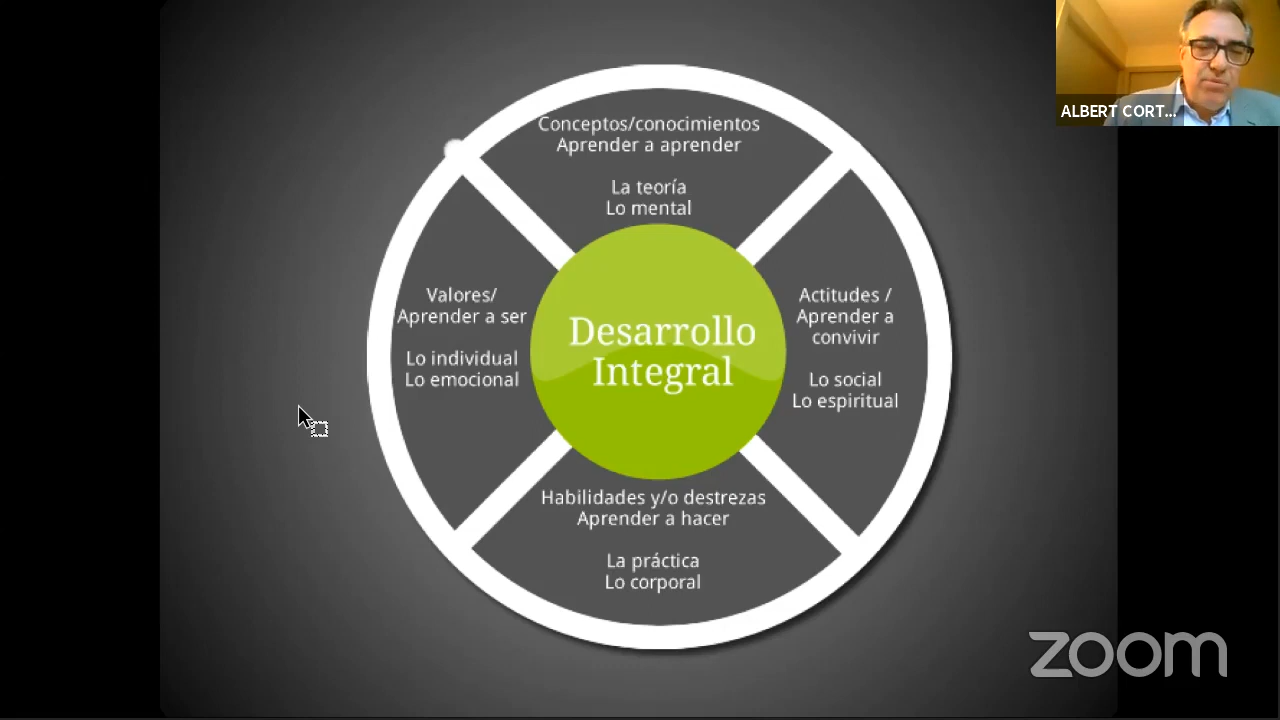 ALBERT CORT...
Conceptos/conocimientos
Aprender a aprender
La teoría
Lo mental
Valores/
Aprender a ser
Lo individual
Lo emocional
Desarrollo
Integral
Actitudes /
Aprender a
convivir
Lo social
Lo espiritual
Habilidades y/o destrezas
Aprender a hacer
La práctica
Lo corporal
zoom